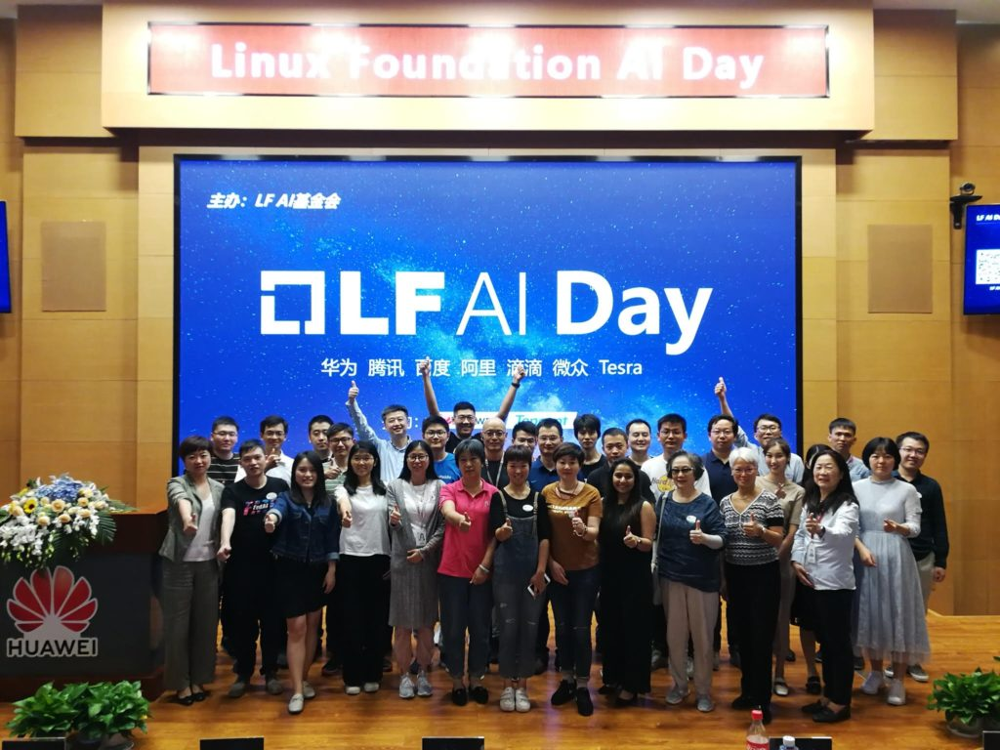 Linux Foundation AI Day
主办：LF AI基金会
LF AI Day
华为 腾讯 百度 阿里 滴滴 微众 Tesra
Tencent
HUAWEI